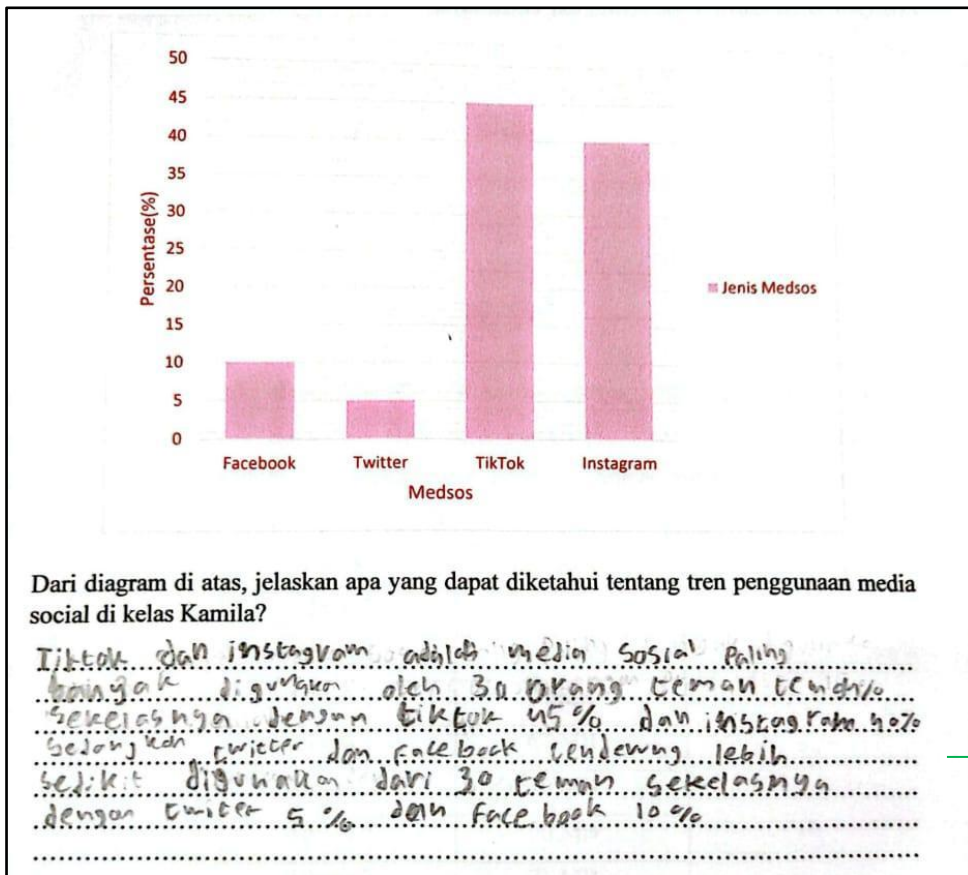 50
45
40
35
30
25
20
15
10
5
0
Persentase(%)
Facebook Twitter TikTok Instagram
Medsos
Jenis Medsos
Dari diagram di atas, jelaskan apa yang dapat diketahui tentang tren penggunaan media
social di kelas Kamila?
Tiktok dan instagram adalah media sosial Paling
banyak digunakan oleh 30 orang teman
sekelasnya dengan tiktok 45% dan instagram 40%
Sedangkan twitter dan facebook cenderung lebih
sedikit digunakan dari 30 teman sekelasnya
dengan twiter 5% dan Facebook 10%